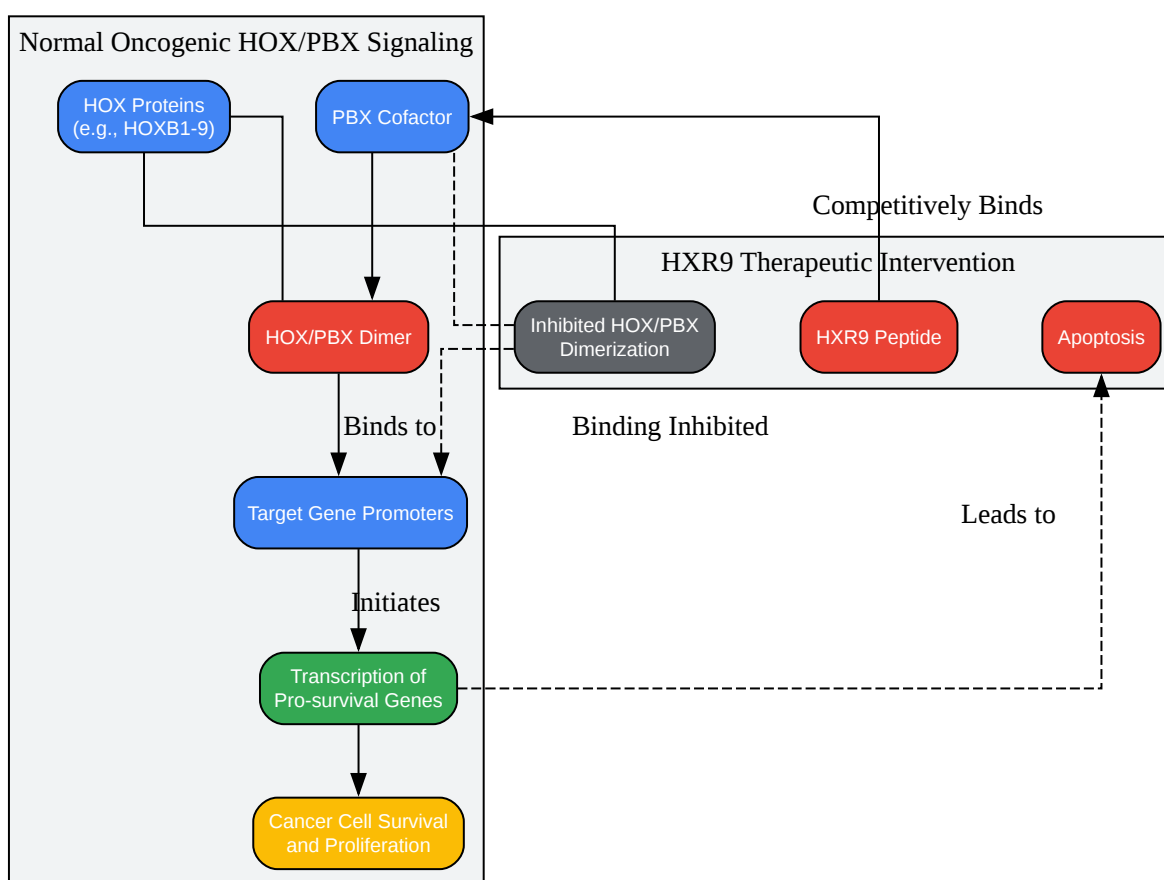 Normal Oncogenic HOX/PBX Signaling
HOX Proteins
(e.g., HOXB1-9)
PBX Cofactor
Competitively Binds
HXR9 Therapeutic Intervention
HOX/PBX Dimer
Inhibited HOX/PBX
Dimerization
HXR9 Peptide
Apoptosis
Binds to
Binding Inhibited
Target Gene Promoters
Leads to
Initiates
Transcription of
Pro-survival Genes
Cancer Cell Survival
and Proliferation